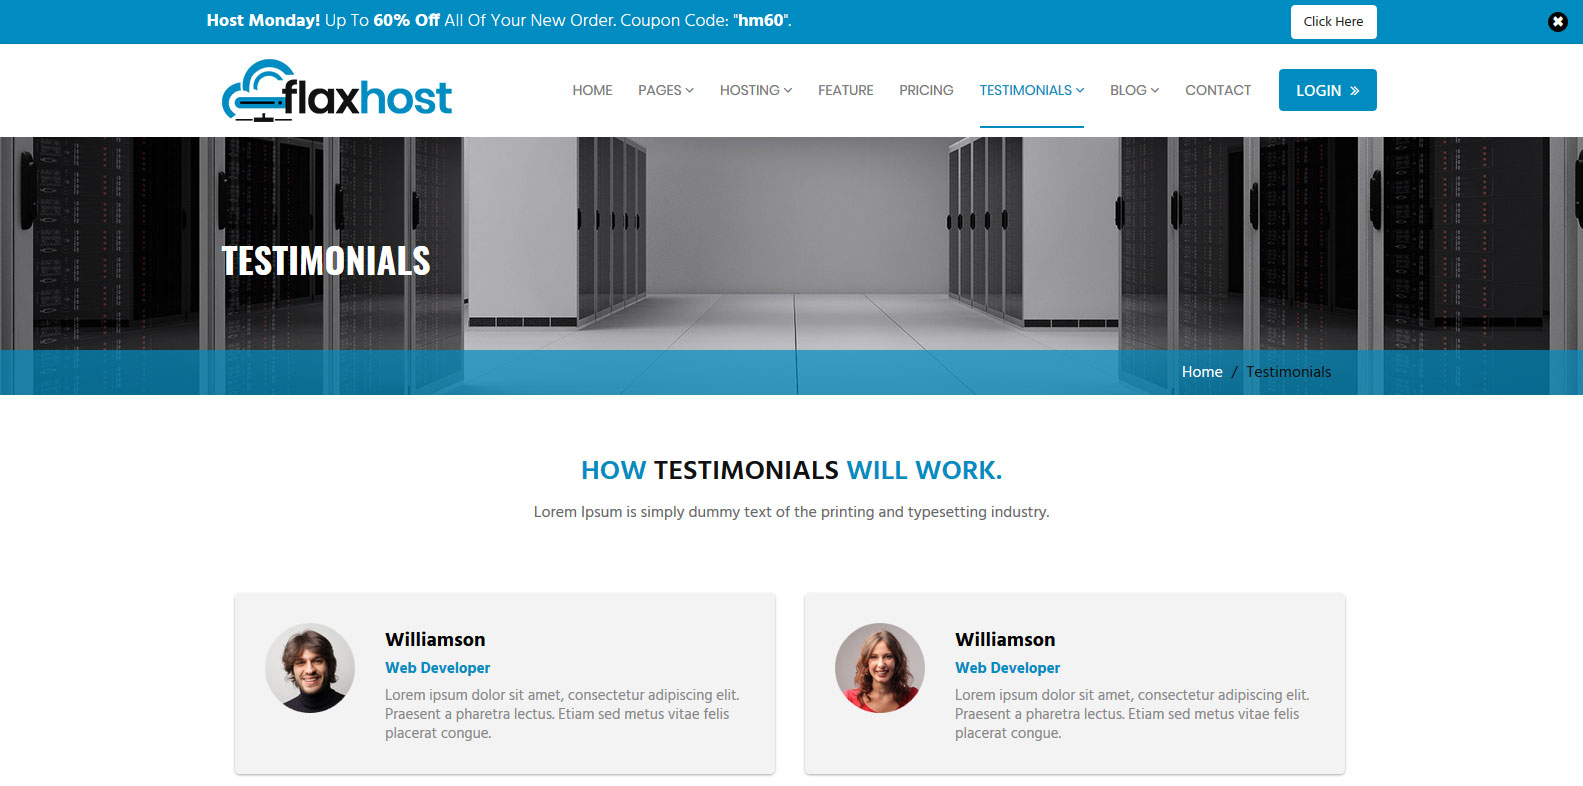 Host Monday! Up To 60% Off All Of Your New Order. Coupon Code: "hm60".
Click Here
flaxhost
HOME
PAGES
HOSTING
FEATURE
PRICING
TESTIMONIALS
BLOG
CONTACT
LOGIN »
TESTIMONIALS
Home / Testimonials
HOW TESTIMONIALS WILL WORK.
Lorem Ipsum is simply dummy text of the printing and typesetting industry.
Williamson
Web Developer
Lorem ipsum dolor sit amet, consectetur adipiscing elit.
Praesent a pharetra lectus. Etiam sed metus vitae felis
placerat congue.
Williamson
Web Developer
Lorem ipsum dolor sit amet, consectetur adipiscing elit.
Praesent a pharetra lectus. Etiam sed metus vitae felis
placerat congue.